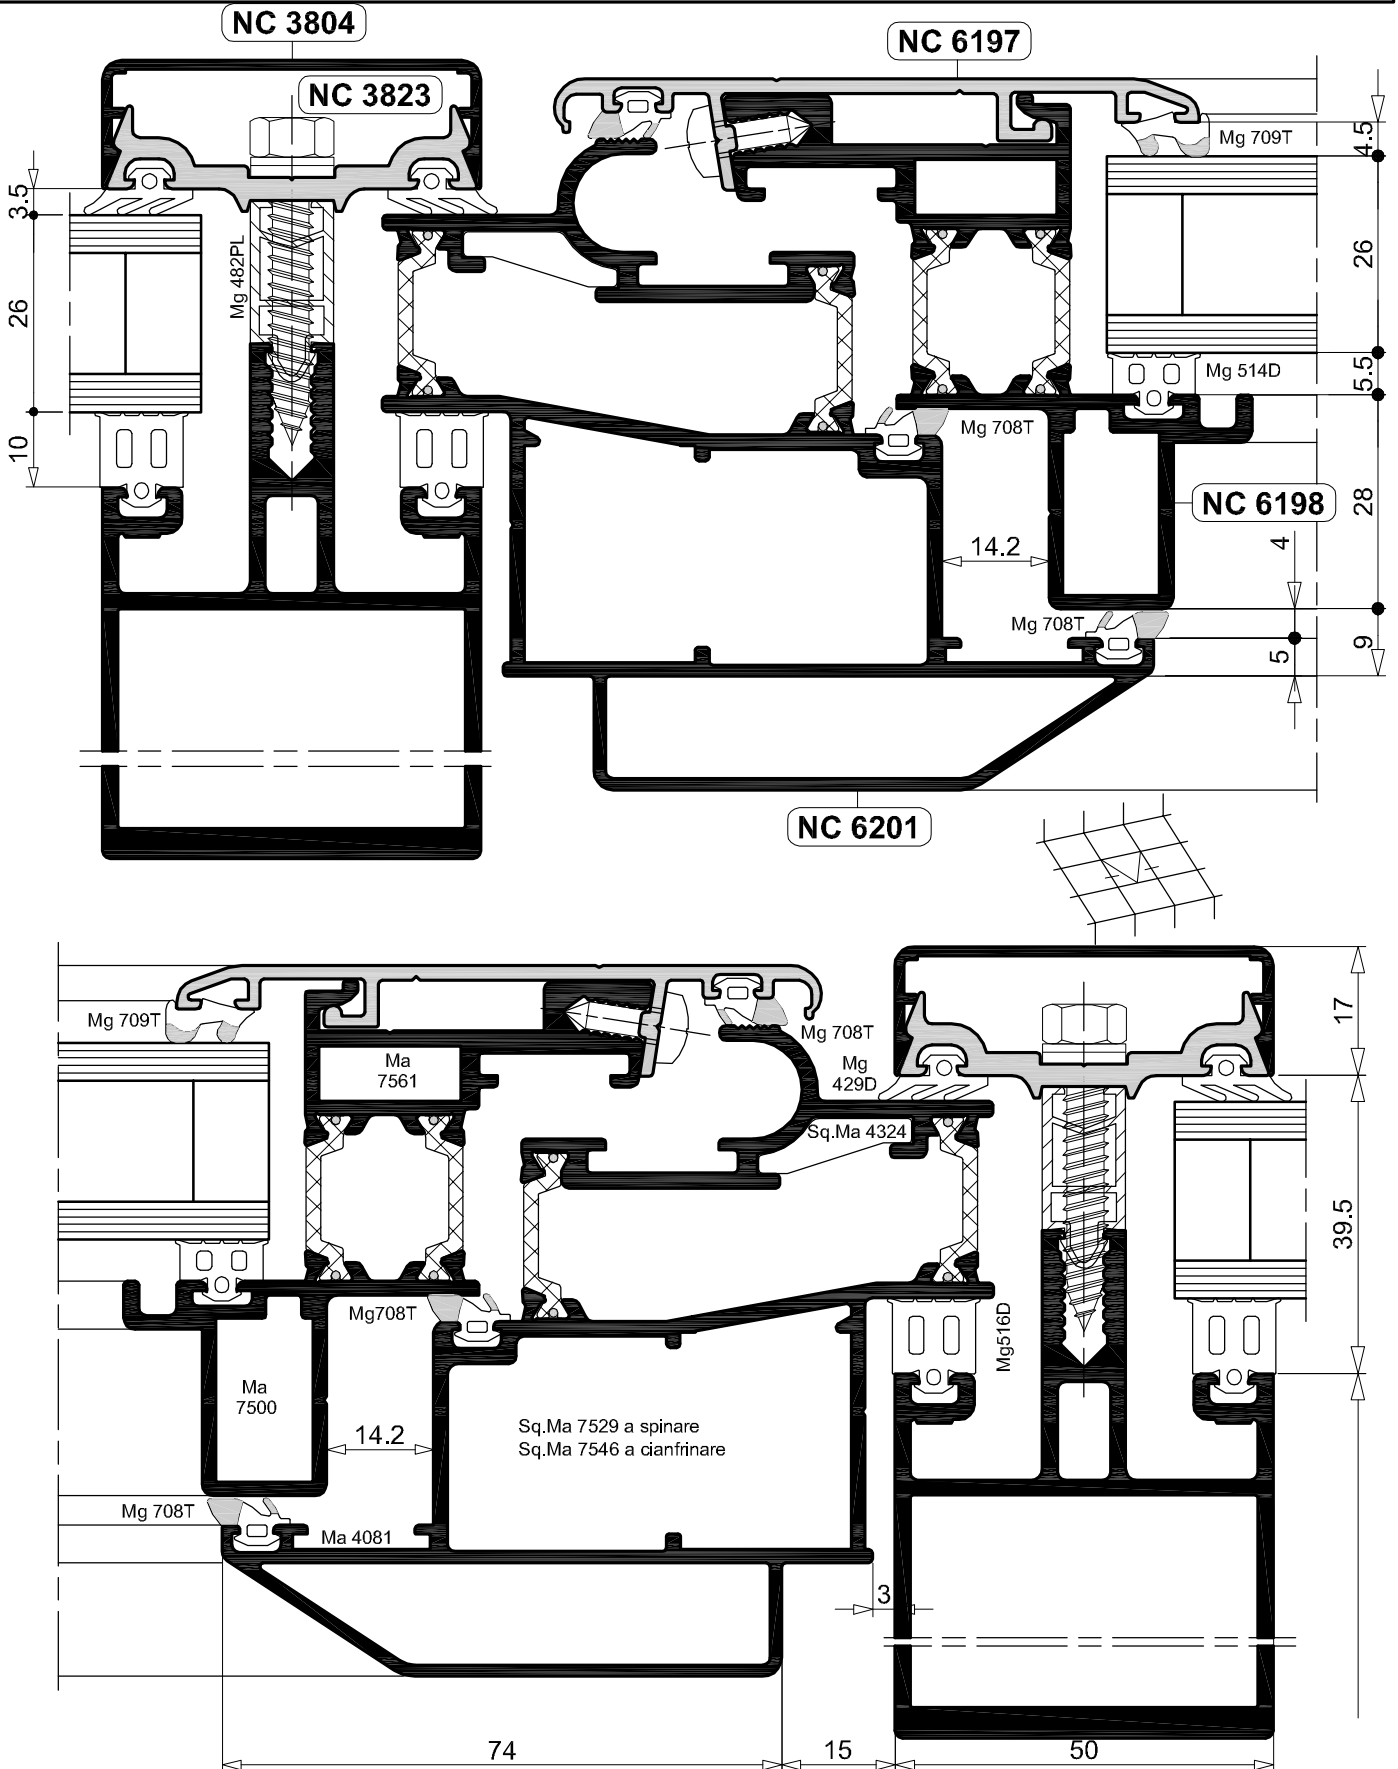 NC 3804
NC 6197
NC 3823
Mg 709T
4.5
3.5
Mg 482PL
26
26
Mg 514D
5.5
Mg 708T
10
NC 6198
28
14.2
4
Mg 708T
9
5
NC 6201
Mg 709T
17
Mg 708T
Ma
7561
Mg
429D
Sq.Ma 4324
39.5
Mg708T
Mg516D
Ma
7500
14.2
Sq.Ma 7529 a spinare
Sq.Ma 7546 a cianfrinare
Mg 708T
Ma 4081
3
74
15
50